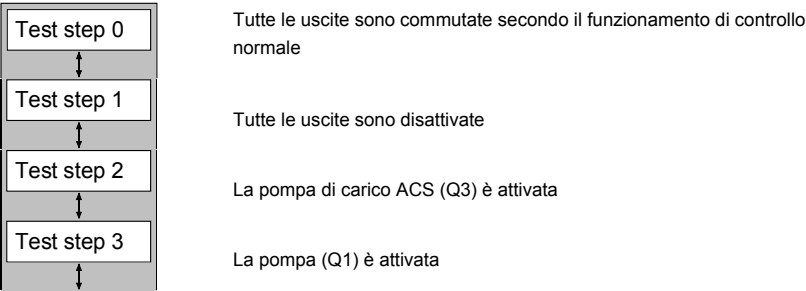 Test step 0
Tutte le uscite sono commutate secondo il funzionamento di controllo
normale
Test step 1
Tutte le uscite sono disattivate
Test step 2
La pompa di carico ACS (Q3) è attivata
Test step 3
La pompa (Q1) è attivata